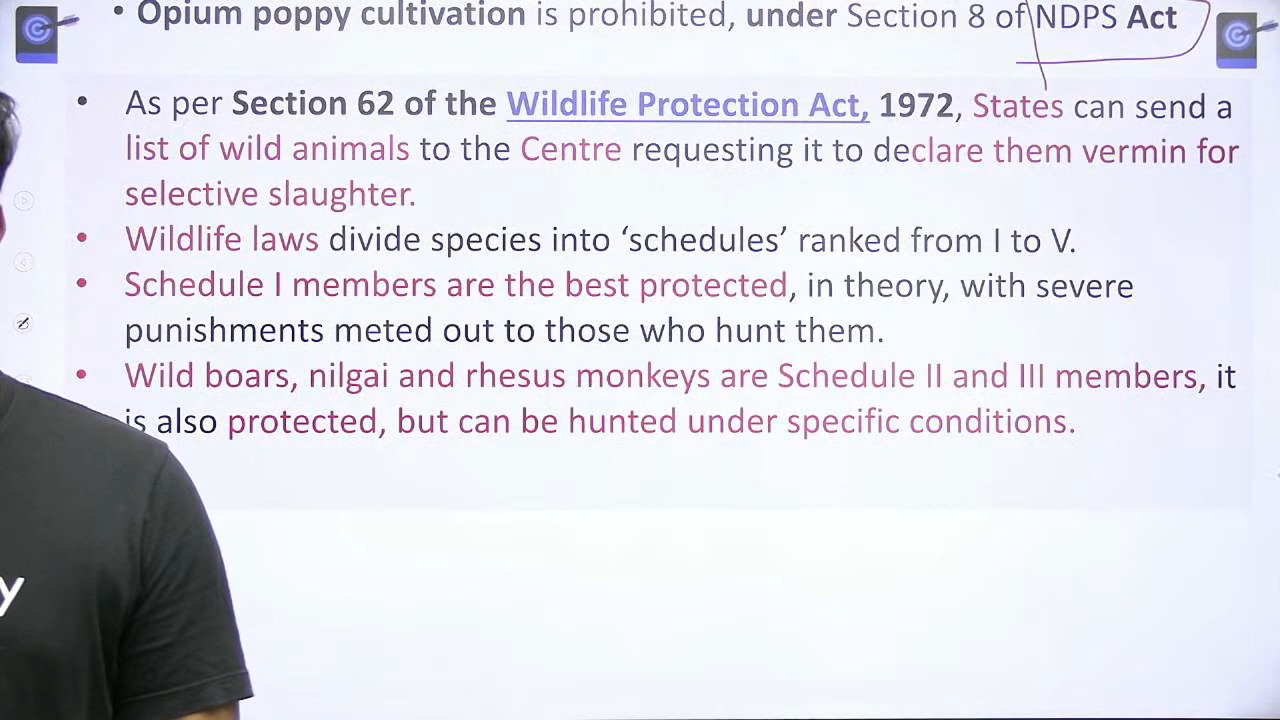 • Opium poppy cultivation is prohibited, under Section 8 of NDPS Act
• As per Section 62 of the Wildlife Protection Act, 1972, States can send a
list of wild animals to the Centre requesting it to declare them vermin for
selective slaughter.
• Wildlife laws divide species into ‘schedules’ ranked from I to V.
• Schedule I members are the best protected, in theory, with severe
punishments meted out to those who hunt them.
• Wild boars, nilgai and rhesus monkeys are Schedule II and III members, it
is also protected, but can be hunted under specific conditions.
y